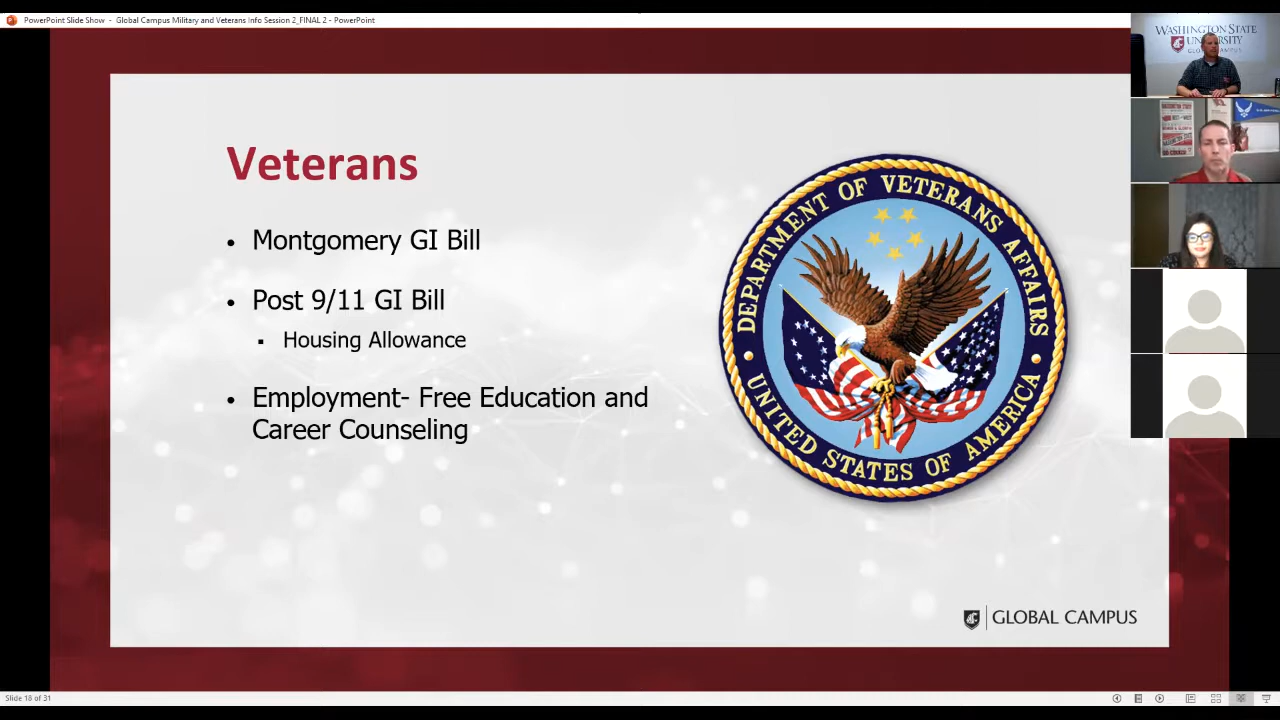 PowerPoint Slide Show - Global Campus Military and Veterans Info Session 2_FINAL 2 - PowerPoint
WASHINGTON STATE
UNIVERSITY
GLOBAL CAMPUS
Veterans
• Montgomery GI Bill
• Post 9/11 GI Bill
▪ Housing Allowance
• Employment- Free Education and
Career Counseling
DEPARTMENT OF VETERANS AFFAIRS
UNITED STATES OF AMERICA
GLOBAL CAMPUS
Slide 18 of 31